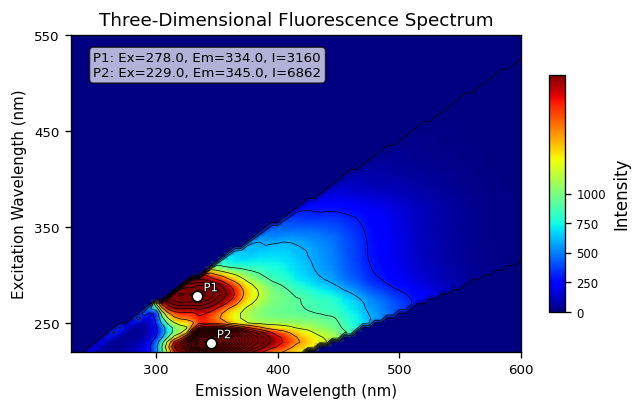 Three-Dimensional Fluorescence Spectrum
P1: Ex=278.0, Em=334.0, I=3160
P2: Ex=229.0, Em=345.0, I=6862
550
450
350
250
Excitation Wavelength (nm)
P1
P2
300
400
500
600
Emission Wavelength (nm)
1000
750
500
250
0
Intensity